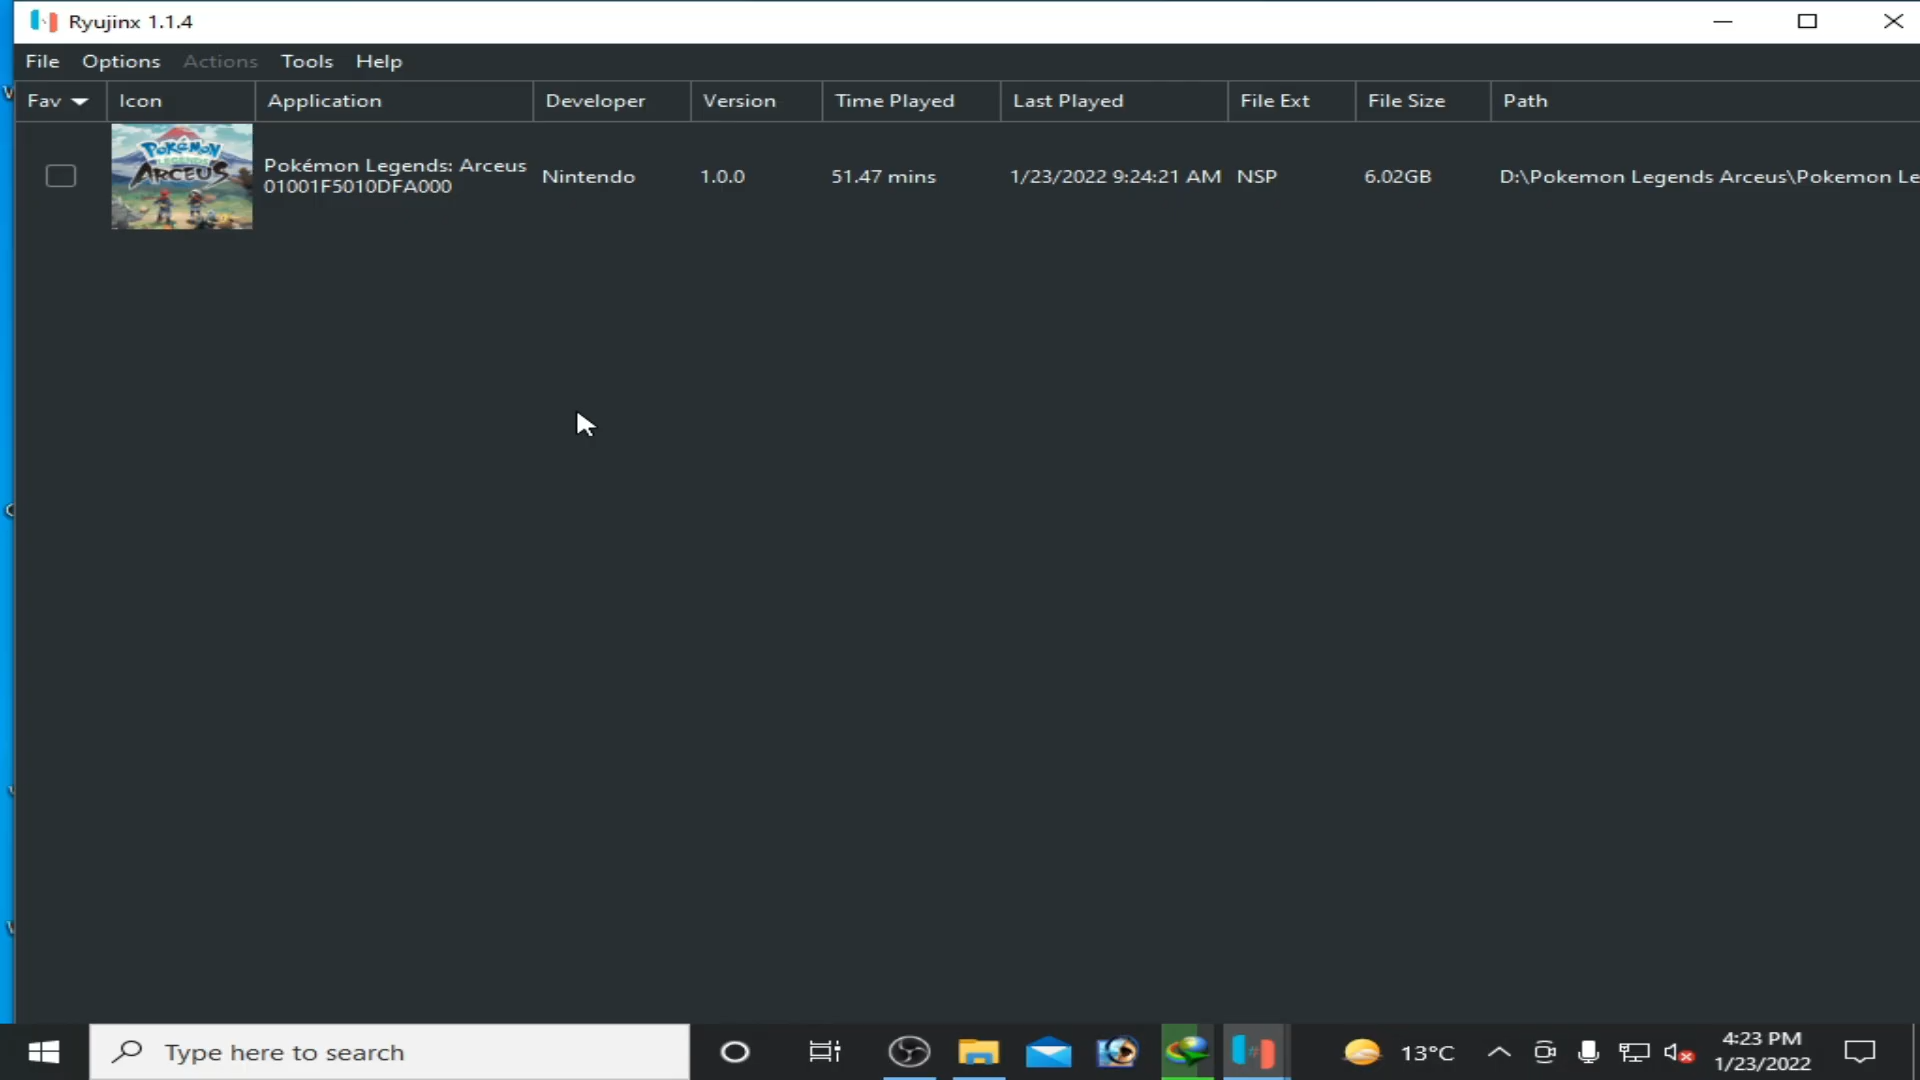 Ryujinx 1.1.4
File Options Actions Tools Help
Fav Icon Application Developer Version Time Played Last Played File Ext File Size Path
POKÉMON
LEGENDS
ARCEUS
Pokémon Legends: Arceus
01001F5010DFA000
Nintendo 1.0.0 51.47 mins 1/23/2022 9:24:21 AM NSP 6.02GB D:\Pokemon Legends Arceus\Pokemon Le
Type here to search
13°C
4:23 PM
1/23/2022